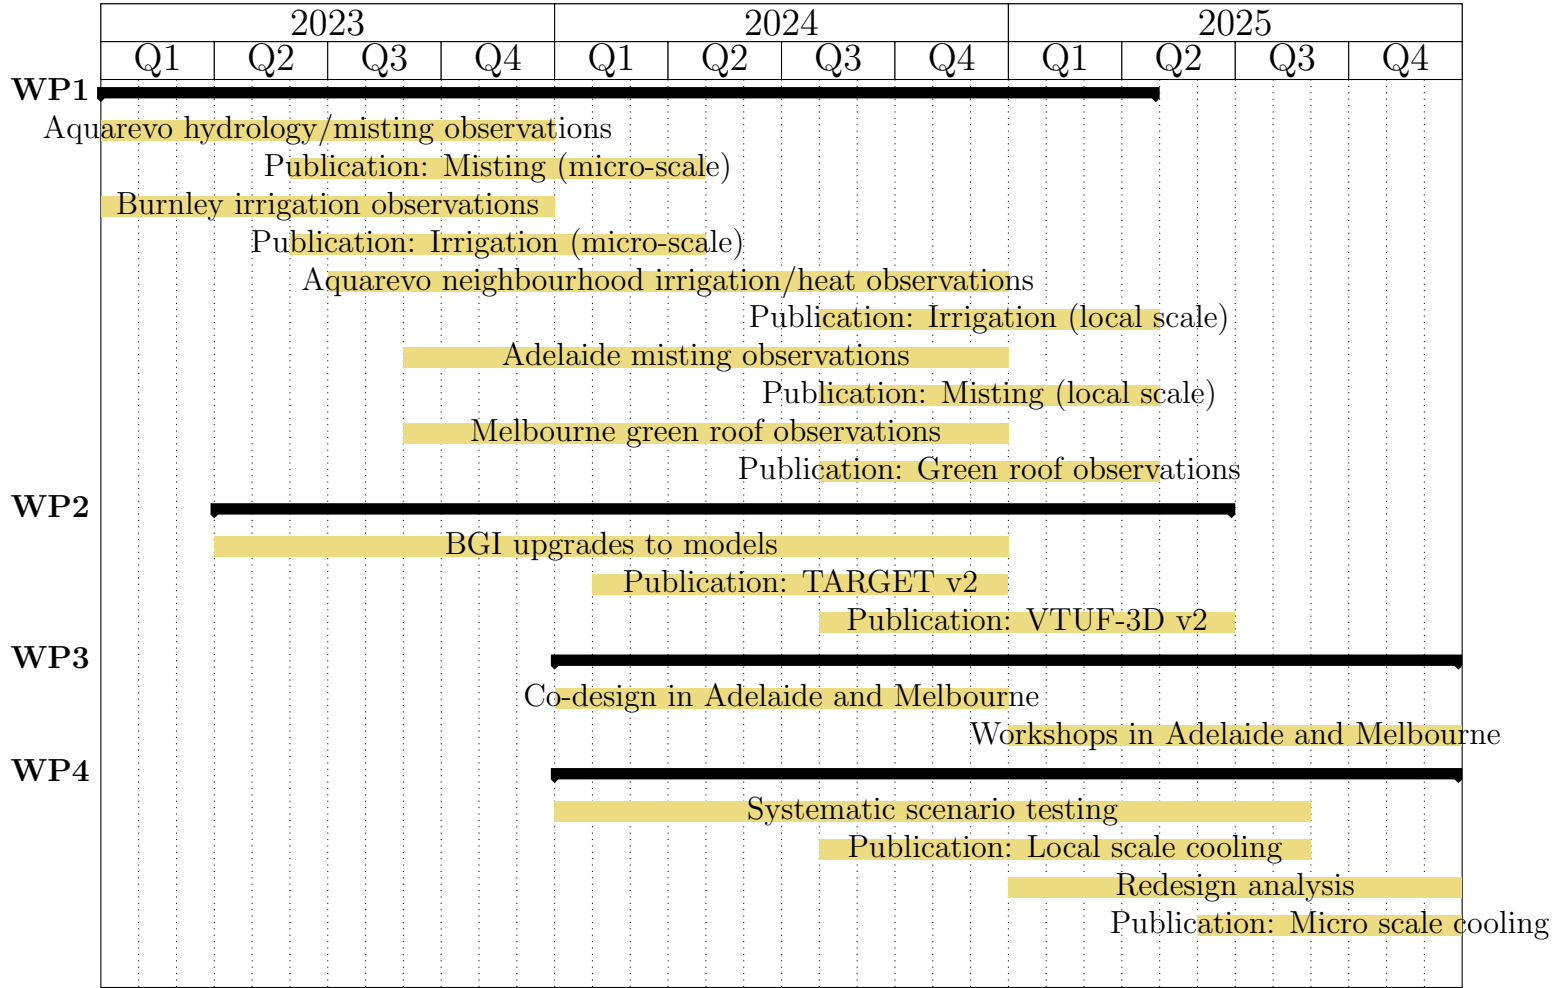 2023 2024 2025
Q1 Q2 Q3 Q4 Q1 Q2 Q3 Q4 Q1 Q2 Q3 Q4
WP1
Aquarevo hydrology/misting observations
Publication: Misting (micro-scale)
Burnley irrigation observations
Publication: Irrigation (micro-scale)
Aquarevo neighbourhood irrigation/heat observations
Publication: Irrigation (local scale)
Adelaide misting observations
Publication: Misting (local scale)
Melbourne green roof observations
Publication: Green roof observations
WP2
BGI upgrades to models
Publication: TARGET v2
Publication: VTUF-3D v2
WP3
Co-design in Adelaide and Melbourne
Workshops in Adelaide and Melbourne
WP4
Systematic scenario testing
Publication: Local scale cooling
Redesign analysis
Publication: Micro scale cooling